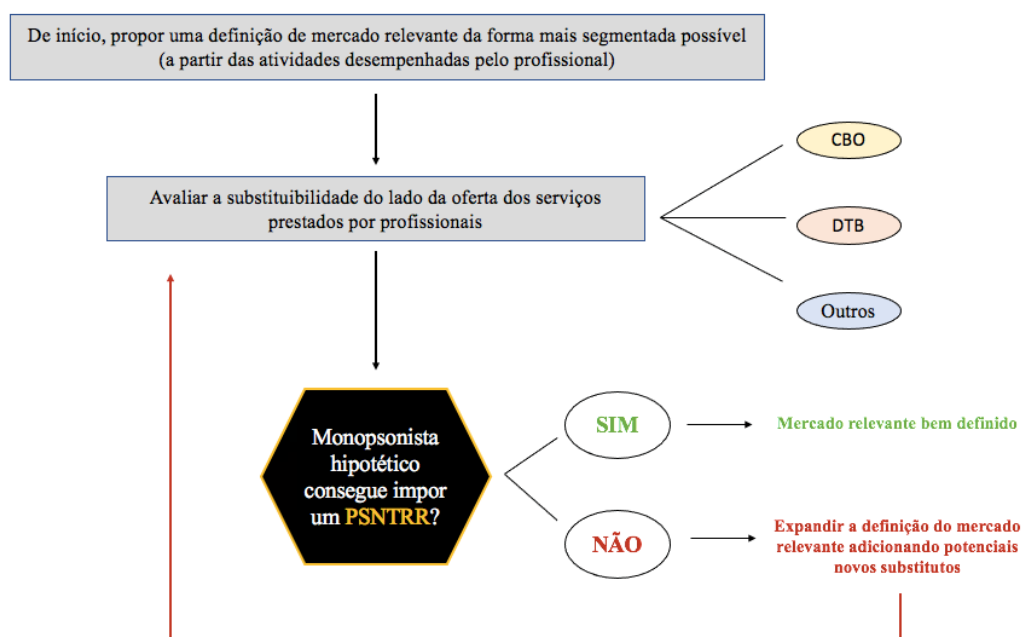 De início, propor uma definição de mercado relevante da forma mais segmentada possível
(a partir das atividades desempenhadas pelo profissional)
CBO
Avaliar a substituibilidade do lado da oferta dos serviços
prestados por profissionais
DTB
Outros
Monopsonista
hipotético
consegue impor
um PSNTRR?
SIM
Mercado relevante bem definido
NÃO
Expandir a definição do mercado
relevante adicionando potenciais
novos substitutos